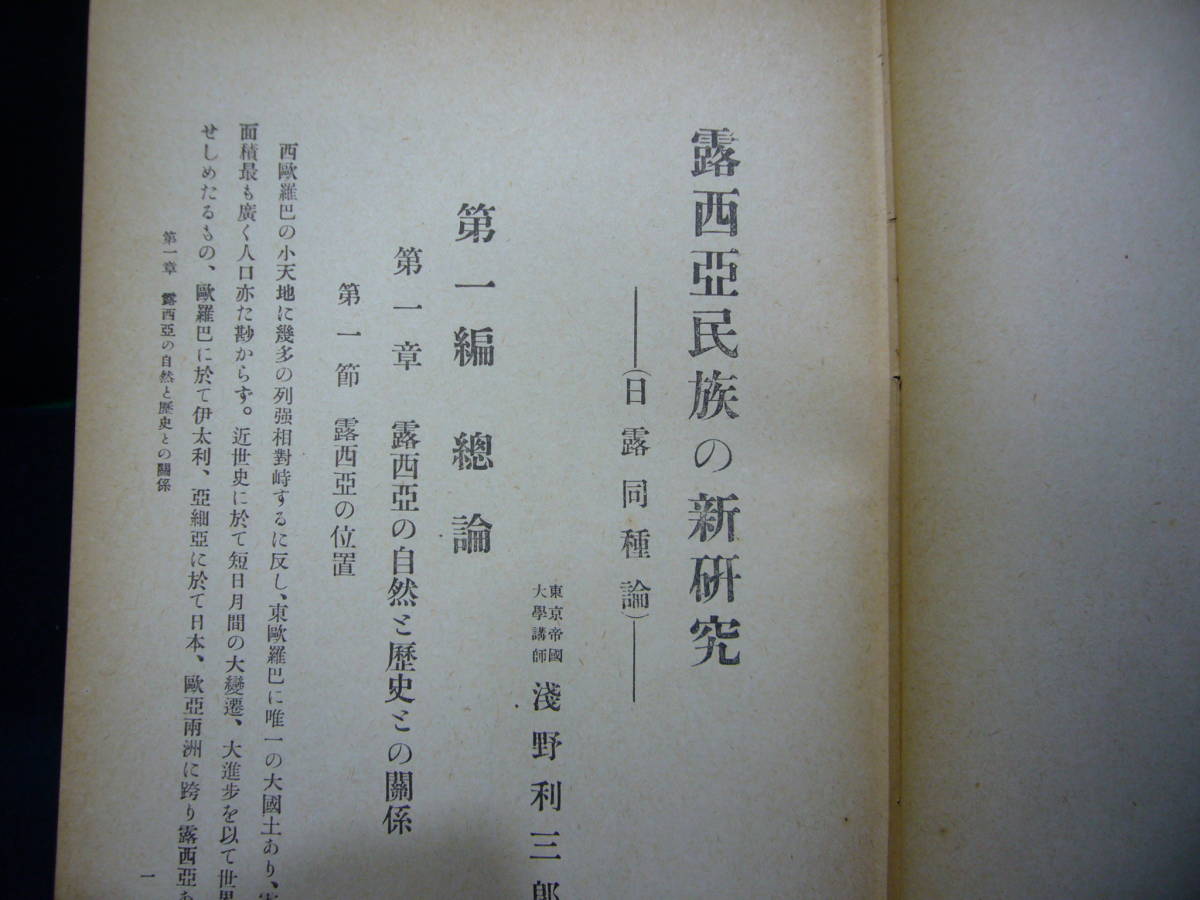 露西亞民族の新研究
――(日露同種論)――
東京帝國
大學講師
淺野利三郎
第一編 總論
第一章 露西亞の自然と歷史との關係
第一節 露西亞の位置
西歐羅巴の小天地に幾多の列强相對峙するに反し、東歐羅巴に唯一の大國土あり、
面積最も廣く人口亦た尠からず。近世史に於て短日月間の大變遷、大進步を以て世界
せしめたるもの、歐羅巴に於て伊太利、亞細亞に於て日本、歐亞兩洲に跨り露西亞あ
第一章 露西亞の自然と歷史との關係
一